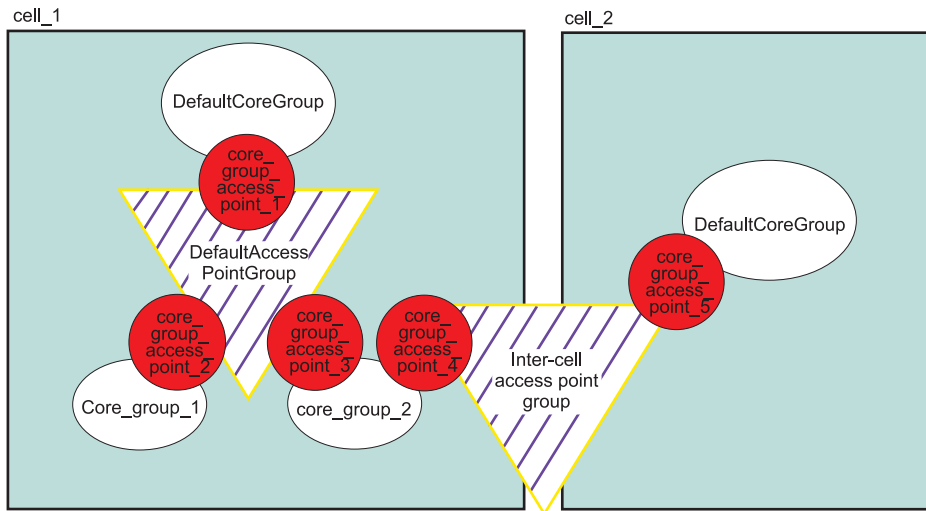 cell_1
cell_2
DefaultCoreGroup
core_
group_
access_
point_1
DefaultAccess
PointGroup
core_
group_
access_
point_2
core_
group_
access_
point_3
core_
group_
access_
point_4
Core_group_1
core_group_2
Inter-cell
access point
group
DefaultCoreGroup
core_
group_
access_
point_5